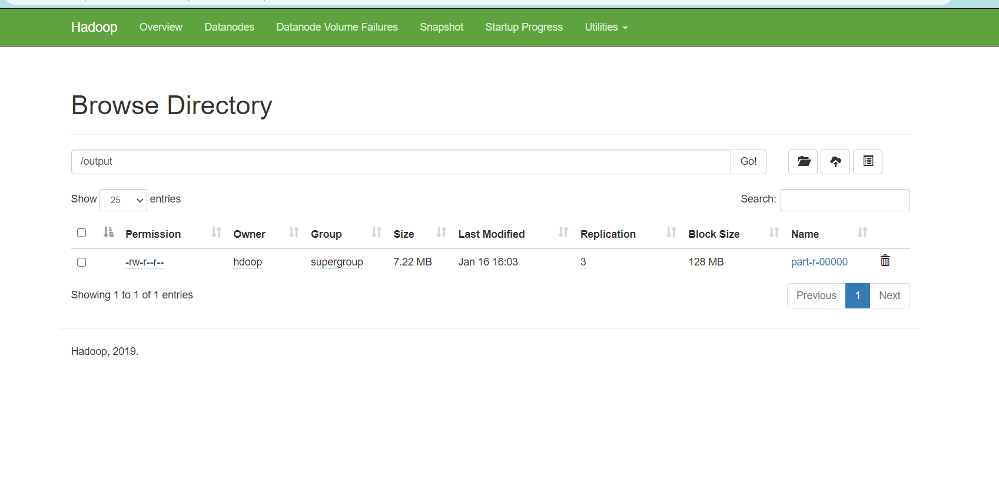 Hadoop Overview Datanodes Datanode Volume Failures Snapshot Startup Progress Utilities
Browse Directory
/output Go!
Show 25 entries Search:
Permission Owner Group Size Last Modified Replication Block Size Name
-rw-r--r-- hdoop supergroup 7.22 MB Jan 16 16:03 3 128 MB part-r-00000
Showing 1 to 1 of 1 entries Previous 1 Next
Hadoop, 2019.